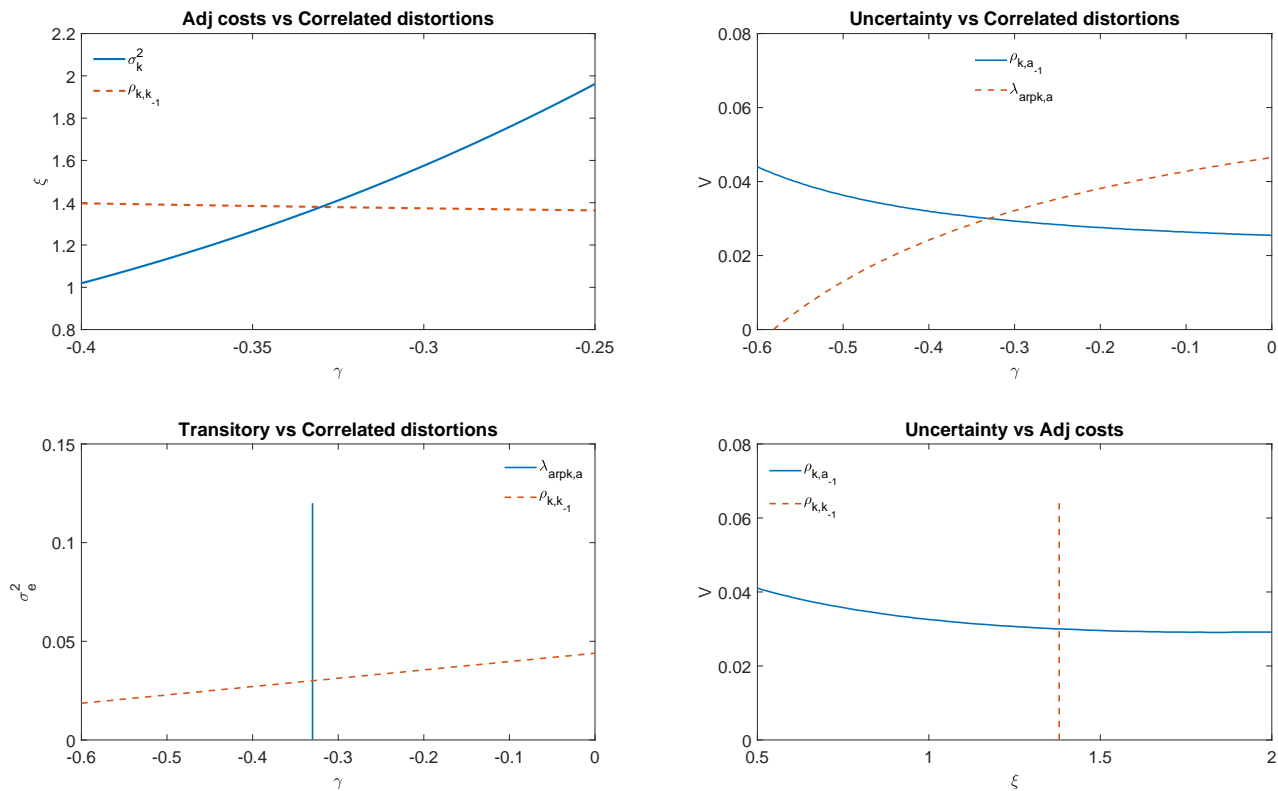 Adj costs vs Correlated distortions
2.2
2
1.8
1.6
1.4
1.2
1
0.8
ξ
σ²ₖ
ρk,k-1
-0.4
-0.35
-0.3
-0.25
γ
Uncertainty vs Correlated distortions
0.08
0.06
0.04
0.02
0
V
ρk,a-1
λarpk,a
-0.6
-0.5
-0.4
-0.3
-0.2
-0.1
0
γ
Transitory vs Correlated distortions
0.15
0.1
0.05
0
σ²e
λarpk,a
ρk,k-1
-0.6
-0.5
-0.4
-0.3
-0.2
-0.1
0
γ
Uncertainty vs Adj costs
0.08
0.06
0.04
0.02
0
V
ρk,a-1
ρk,k-1
0.5
1
1.5
2
ξ